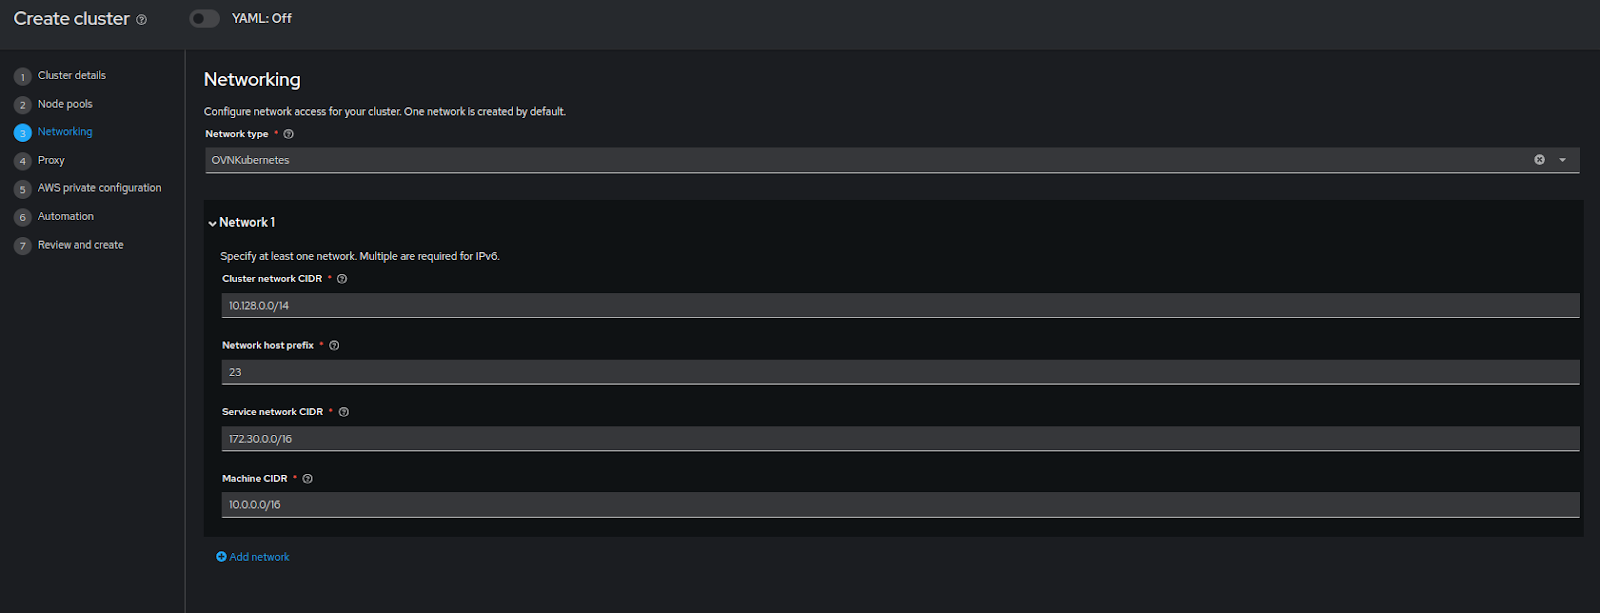 Create cluster
YAML: Off
1 Cluster details
2 Node pools
3 Networking
4 Proxy
5 AWS private configuration
6 Automation
7 Review and create
Networking
Configure network access for your cluster. One network is created by default.
Network type *
OVNKubernetes
Network 1
Specify at least one network. Multiple are required for IPv6.
Cluster network CIDR *
10.128.0.0/14
Network host prefix *
23
Service network CIDR *
172.30.0.0/16
Machine CIDR *
10.0.0.0/16
Add network